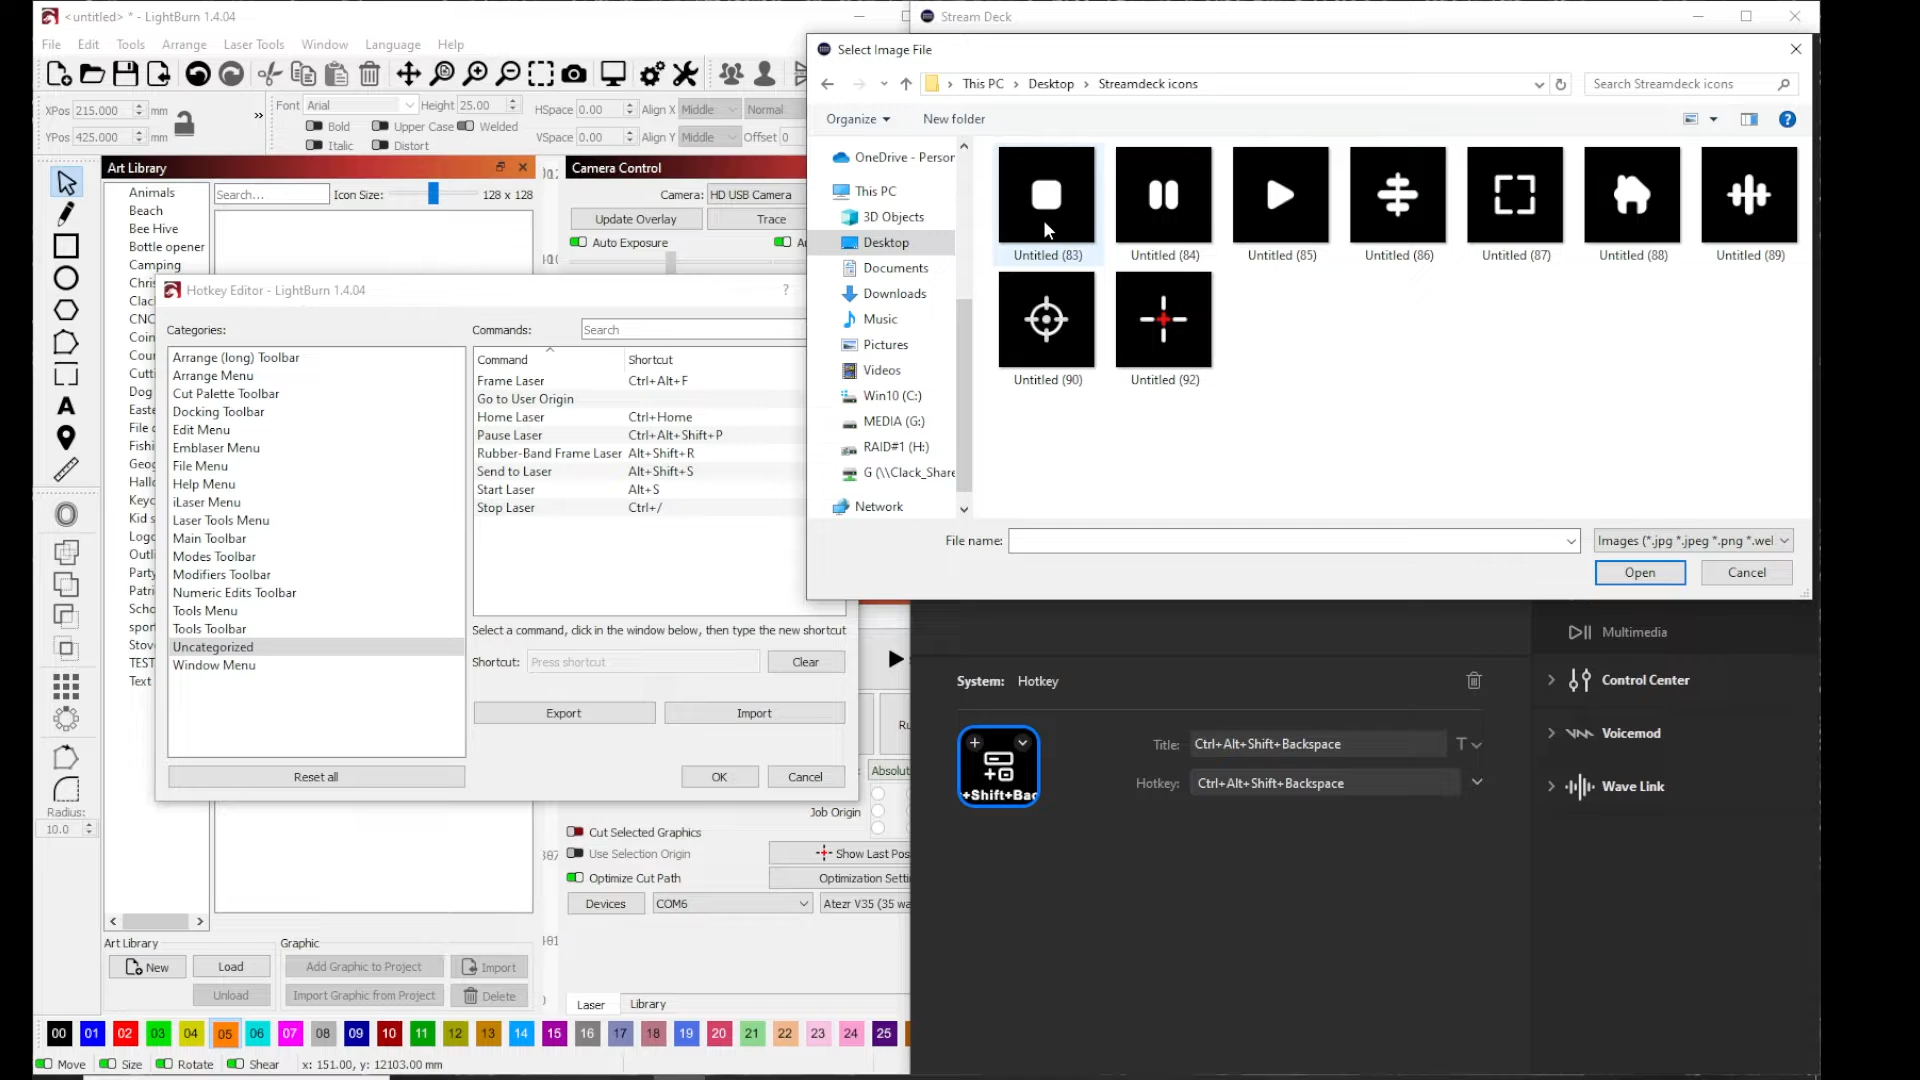 <untitled> * - LightBurn 1.4.04
File Edit Tools Arrange Laser Tools Window Language Help
XPos 215.000 mm
YPos 425.000 mm
»
Font Arial Height 25.00 HSpace 0.00 Align X Middle Normal
Bold Upper Case Welded
VSpace 0.00 Align Y Middle Offset 0
Italic Distort
Art Library
Animals
Beach
Bee Hive
Bottle opener
Camping
Search... Icon Size: 128 x 128
Camera Control
Camera: HD USB Camera
Update Overlay Trace
Auto Exposure
Hotkey Editor - LightBurn 1.4.04 ?
Categories:
Arrange (long) Toolbar
Arrange Menu
Cut Palette Toolbar
Docking Toolbar
Edit Menu
Emblaser Menu
File Menu
Help Menu
iLaser Menu
Laser Tools Menu
Main Toolbar
Modes Toolbar
Modifiers Toolbar
Numeric Edits Toolbar
Tools Menu
Tools Toolbar
Uncategorized
Window Menu
Reset all
Commands: Search
Command Shortcut
Frame Laser Ctrl+Alt+F
Go to User Origin
Home Laser Ctrl+Home
Pause Laser Ctrl+Alt+Shift+P
Rubber-Band Frame Laser Alt+Shift+R
Send to Laser Alt+Shift+S
Start Laser Alt+S
Stop Laser Ctrl+/
Select a command, click in the window below, then type the new shortcut
Shortcut: Press shortcut Clear
Export Import
OK Cancel
TEST
Text
Art Library
New Load
Unload
Graphic
Add Graphic to Project Import
Import Graphic from Project Delete
Absolut
Job Origin
Cut Selected Graphics
Use Selection Origin
Show Last Pos
Optimize Cut Path
Optimization Setti
Devices COM6 Atezr V35 (35 wa
Laser Library
Radius:
10.0
00 01 02 03 04 05 06 07 08 09 10 11 12 13 14 15 16 17 18 19 20 21 22 23 24 25
Move Size Rotate Shear x: 151.00, y: 12103.00 mm
Stream Deck
Select Image File
This PC > Desktop > Streamdeck icons
Search Streamdeck icons
Organize New folder
OneDrive - Person
This PC
3D Objects
Desktop
Documents
Downloads
Music
Pictures
Videos
Win10 (C:)
MEDIA (G:)
RAID#1 (H:)
G (\\Clack_Share
Network
Untitled (83) Untitled (84) Untitled (85) Untitled (86) Untitled (87) Untitled (88) Untitled (89)
Untitled (90) Untitled (92)
File name: Images (*.jpg *.jpeg *.png *.wel
Open Cancel
Multimedia
Control Center
Voicemod
Wave Link
System: Hotkey
Title: Ctrl+Alt+Shift+Backspace
Hotkey: Ctrl+Alt+Shift+Backspace
+Shift+Bac